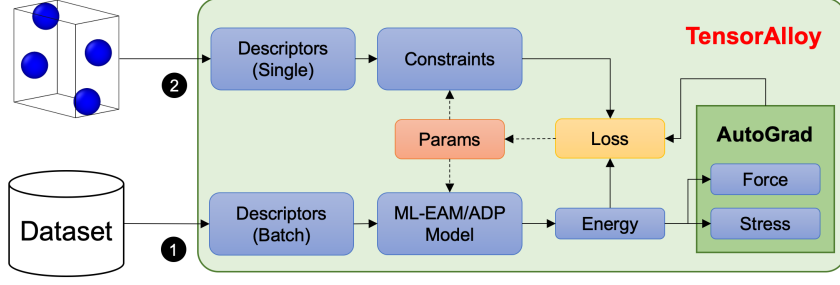 TensorAlloy
Descriptors
(Single)
Constraints
2
Params
Loss
AutoGrad
Force
Stress
Dataset
1
Descriptors
(Batch)
ML-EAM/ADP
Model
Energy